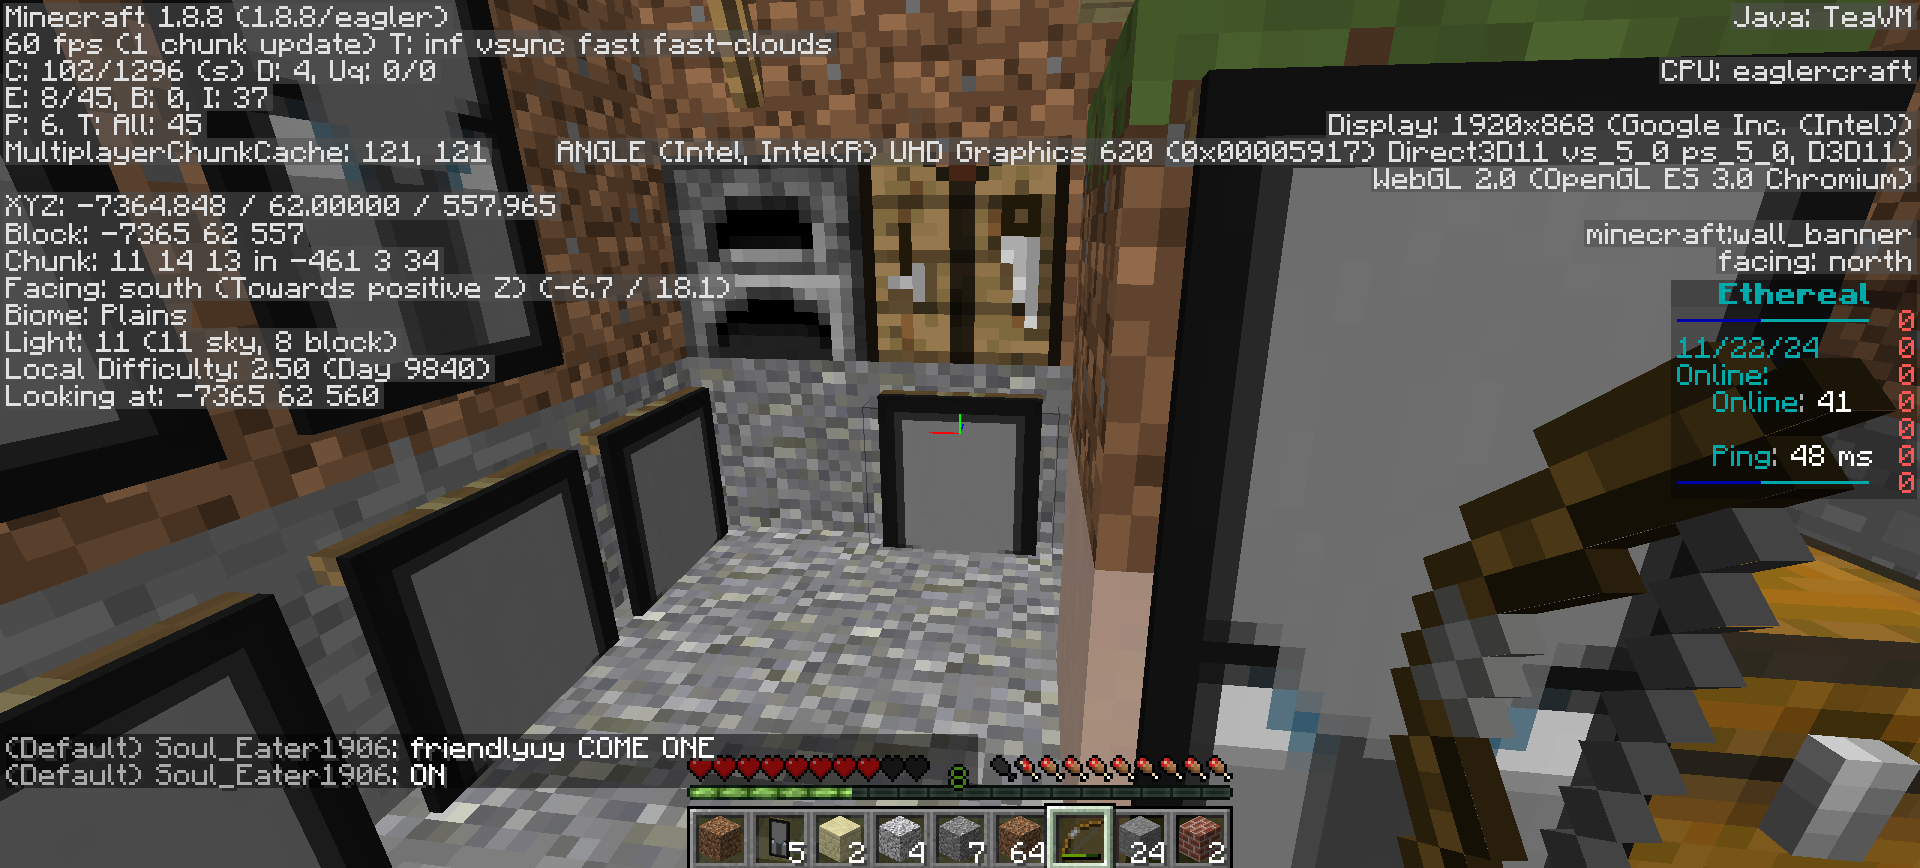 Minecraft 1.8.8 (1.8.8/eagler)
60 fps (1 chunk update) T: inf vsync fast fast-clouds
C: 102/1296 (s) D: 4, Uq: 0/0
E: 8/45, B: 0, I: 37
P: 6. T: All: 45
MultiplayerChunkCache: 121, 121
XYZ: -7364.848 / 62.00000 / 557.965
Block: -7365 62 557
Chunk: 11 14 13 in -461 3 34
Facing: south (Towards positive Z) (-6.7 / 18.1)
Biome: Plains
Light: 11 (11 sky, 8 block)
Local Difficulty: 2.50 (Day 9840)
Looking at: -7365 62 560
Java: TeaVM
CPU: eaglercraft
Display: 1920x868 (Google Inc. (Intel))
ANGLE (Intel, Intel(R) UHD Graphics 620 (0x00005917) Direct3D11 vs_5_0 ps_5_0, D3D11)
WebGL 2.0 (OpenGL ES 3.0 Chromium)
minecraft:wall_banner
facing: north
Ethereal
0
11/22/24 0
Online: 0
Online: 41 0
0
Ping: 48 ms 0
0
(Default) Soul_Eater1906: friendlyuy COME ONE
(Default) Soul_Eater1906: ON
8
5 2 4 7 64 24 2